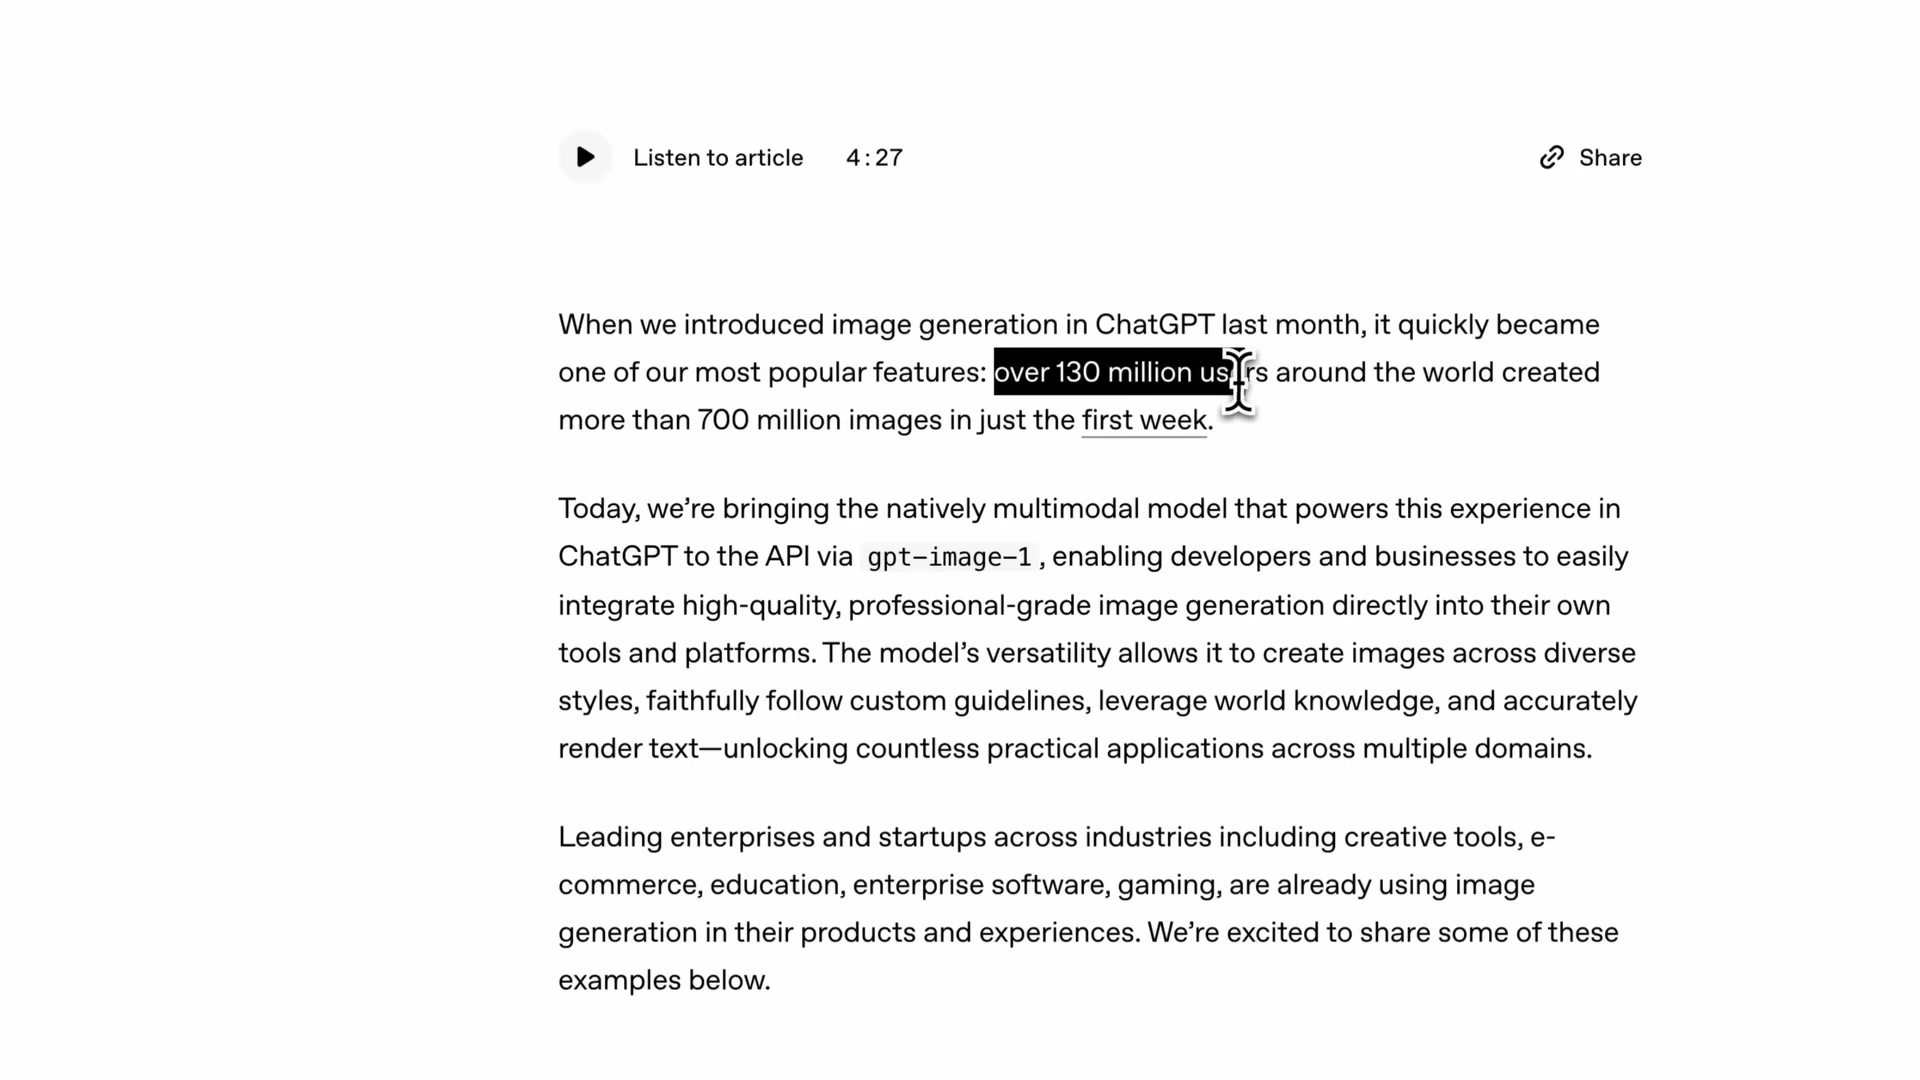 Listen to article 4:27 Share
When we introduced image generation in ChatGPT last month, it quickly became
one of our most popular features: over 130 million users around the world created
more than 700 million images in just the first week.
Today, we’re bringing the natively multimodal model that powers this experience in
ChatGPT to the API via gpt-image-1, enabling developers and businesses to easily
integrate high-quality, professional-grade image generation directly into their own
tools and platforms. The model’s versatility allows it to create images across diverse
styles, faithfully follow custom guidelines, leverage world knowledge, and accurately
render text—unlocking countless practical applications across multiple domains.
Leading enterprises and startups across industries including creative tools, e-
commerce, education, enterprise software, gaming, are already using image
generation in their products and experiences. We’re excited to share some of these
examples below.